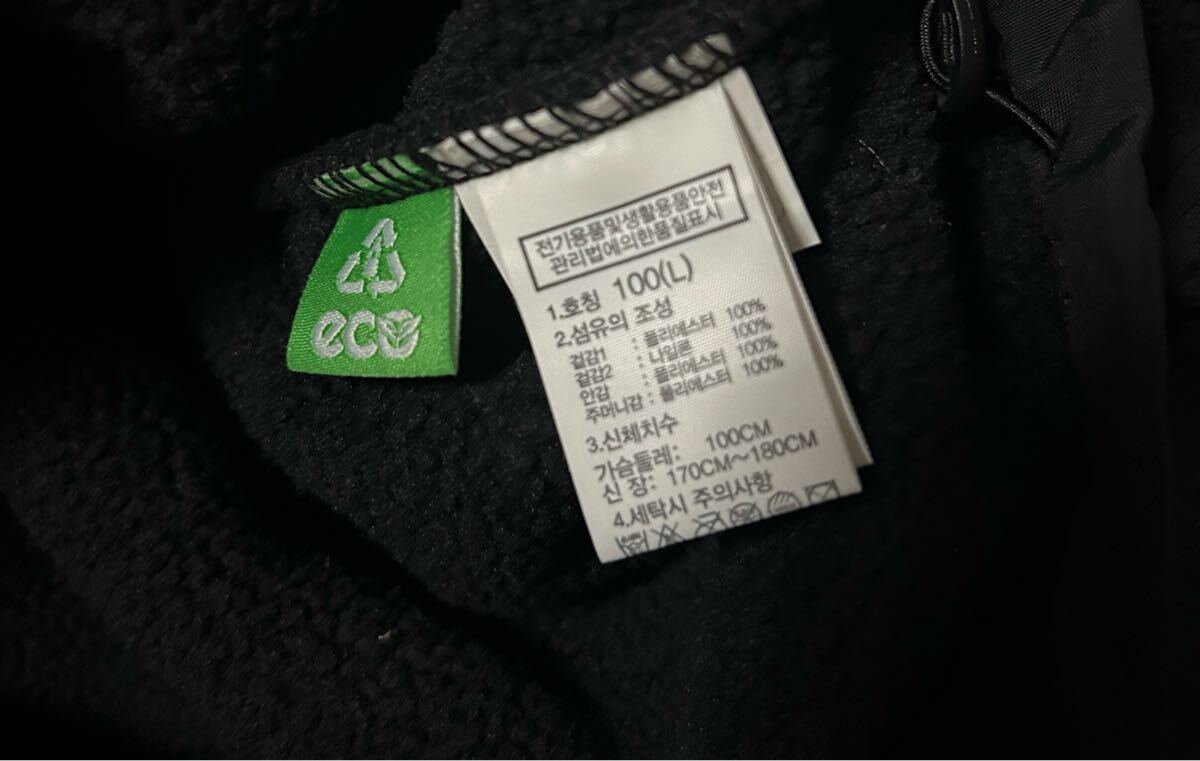 eco
전기용품및생활용품안전
관리법에의한품질표시
1.호칭 100(L)
2.섬유의 조성
겉감1 : 폴리에스터 100%
겉감2 : 나일론 100%
안감 : 폴리에스터 100%
주머니감 : 폴리에스터 100%
3.신체치수
가슴둘레: 100CM
신 장: 170CM~180CM
4.세탁시 주의사항